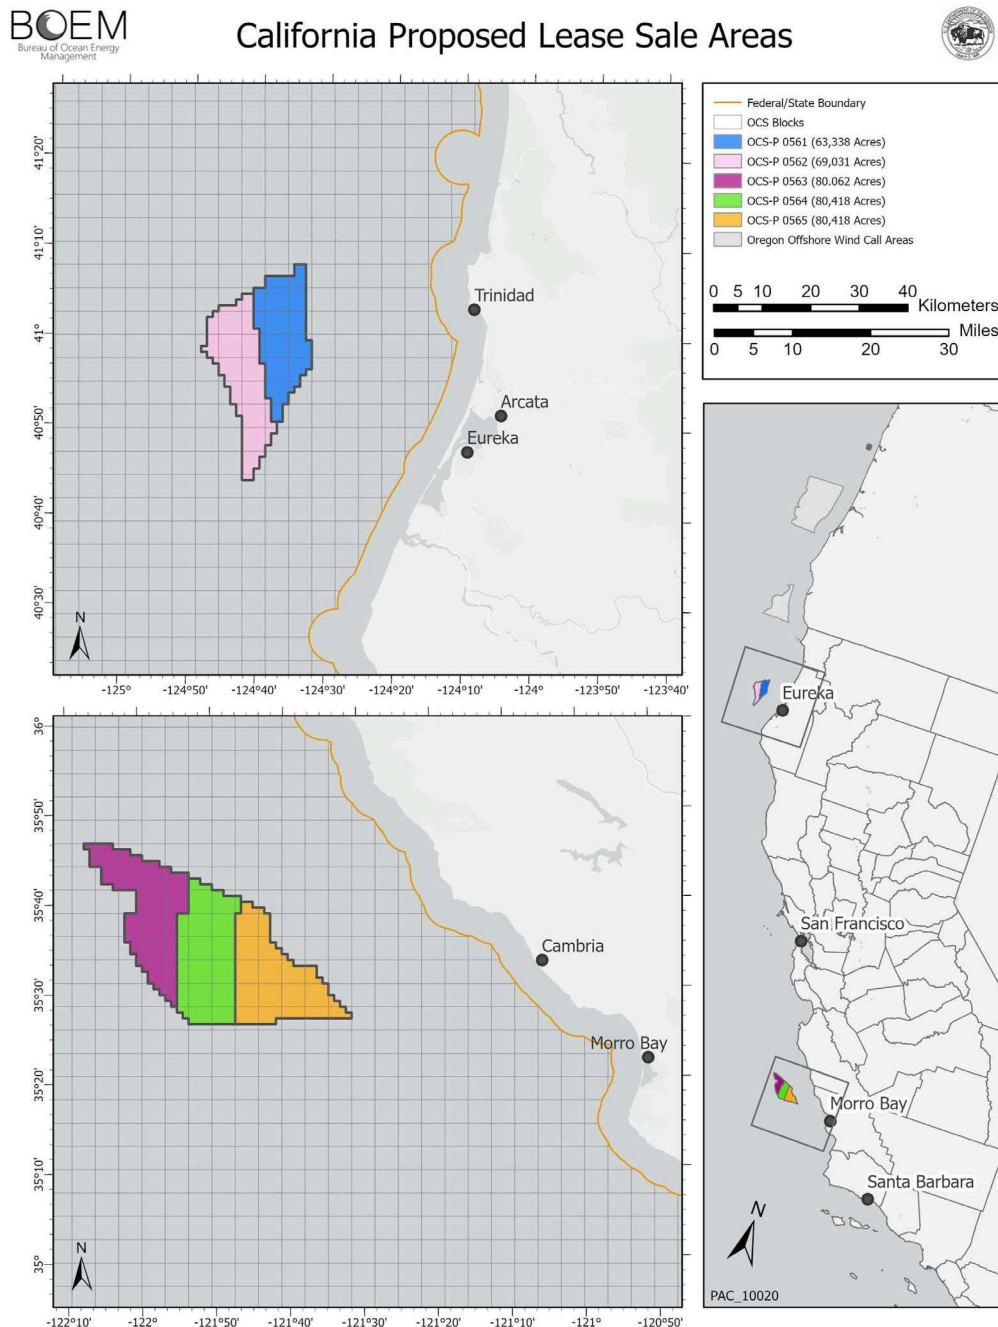 BOEM
Bureau of Ocean Energy
Management
California Proposed Lease Sale Areas
Federal/State Boundary
OCS Blocks
OCS-P 0561 (63,338 Acres)
OCS-P 0562 (69,031 Acres)
OCS-P 0563 (80.062 Acres)
OCS-P 0564 (80,418 Acres)
OCS-P 0565 (80,418 Acres)
Oregon Offshore Wind Call Areas
0 5 10 20 30 40 Kilometers
Miles
0 5 10 20 30
41°20'
41°10'
41°
40°50'
40°40'
40°30'
Trinidad
Arcata
Eureka
N
-125° -124°50' -124°40' -124°30' -124°20' -124°10' -124° -123°50' -123°40'
36°
35°50'
35°40'
35°30'
35°20'
35°10'
35°
Cambria
Morro Bay
N
-122°10' -122° -121°50' -121°40' -121°30' -121°20' -121°10' -121° -120°50'
Eureka
San Francisco
Morro Bay
Santa Barbara
N
PAC_10020